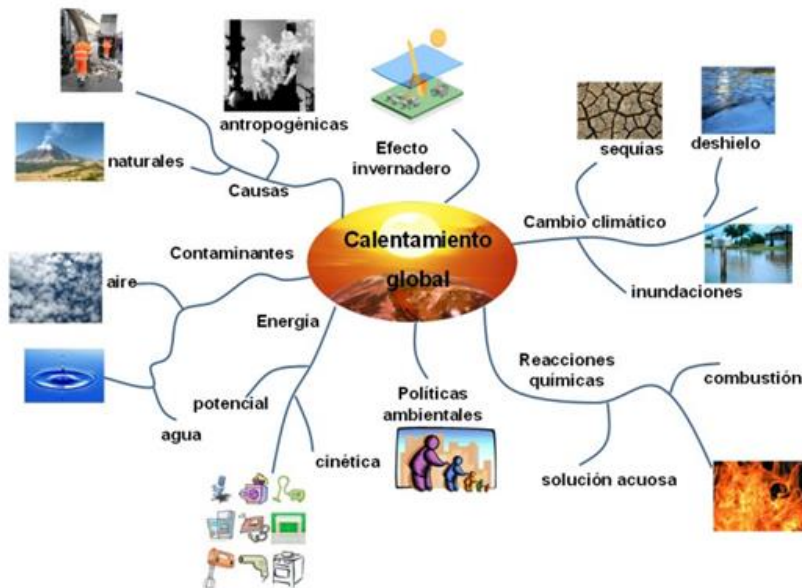 antropogénicas
naturales
Causas
Efecto
invernadero
sequías
deshielo
Cambio climático
inundaciones
Calentamiento
global
Contaminantes
aire
agua
Energía
potencial
cinética
Políticas
ambientales
Reacciones
químicas
combustión
solución acuosa